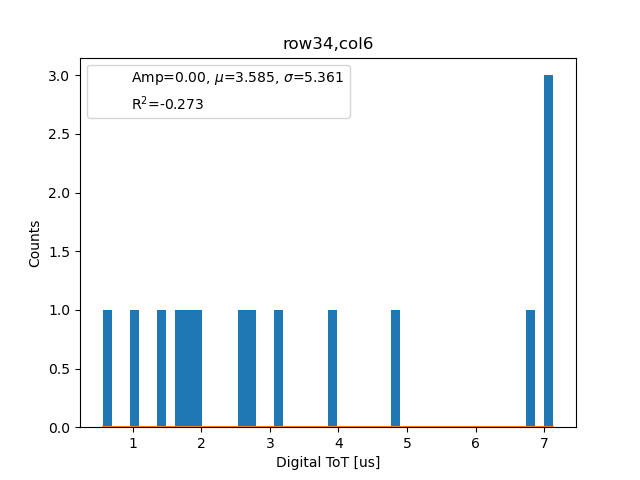 row34,col6
Amp=0.00, μ=3.585, σ=5.361
R²=-0.273
Counts
3.0
2.5
2.0
1.5
1.0
0.5
0.0
1 2 3 4 5 6 7
Digital ToT [us]